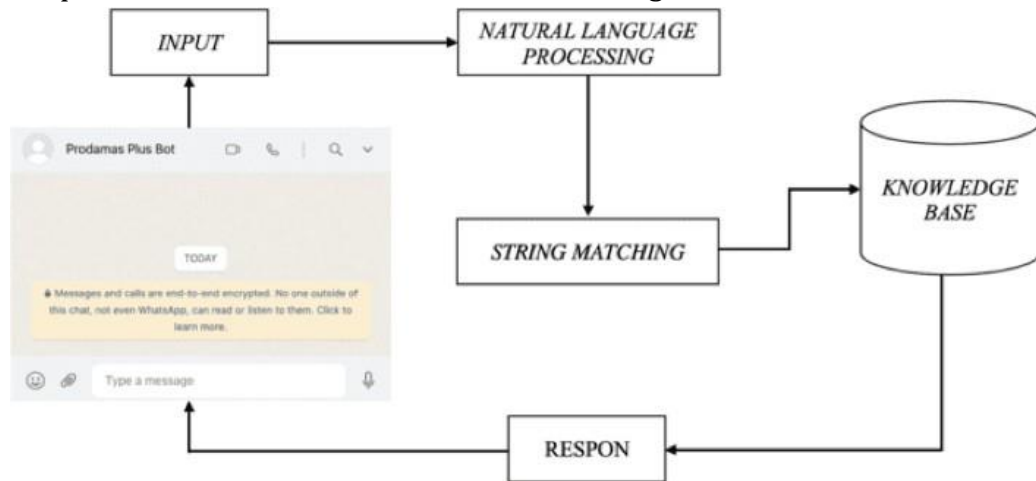 INPUT
NATURAL LANGUAGE
PROCESSING
Prodamas Plus Bot
KNOWLEDGE
BASE
STRING MATCHING
TODAY
Messages and calls are end-to-end encrypted. No one outside of
this chat, not even WhatsApp, can read or listen to them. Click to
learn more.
Type a message
RESPON